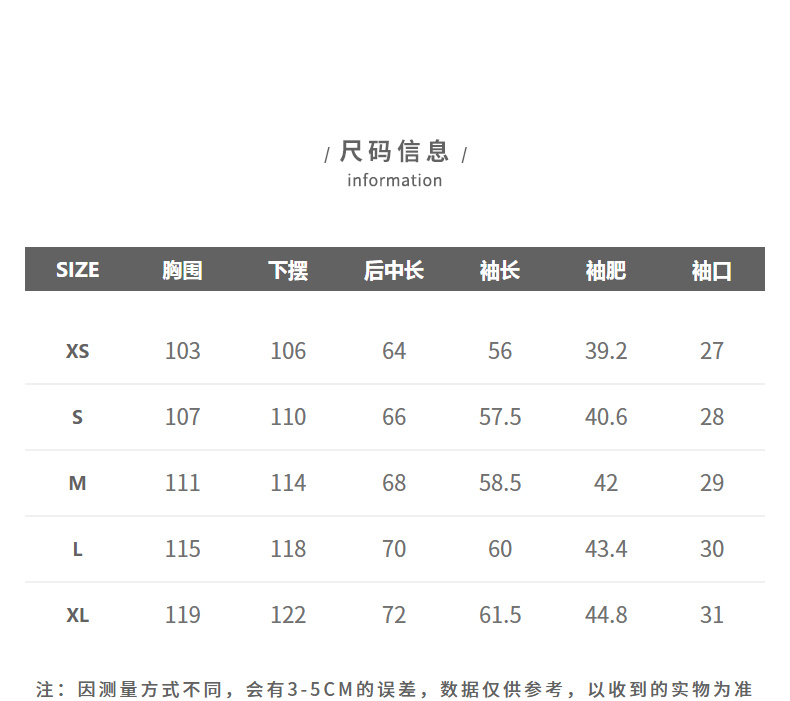 / 尺码信息 /
information
SIZE 胸围 下摆 后中长 袖长 袖肥 袖口
XS 103 106 64 56 39.2 27
S 107 110 66 57.5 40.6 28
M 111 114 68 58.5 42 29
L 115 118 70 60 43.4 30
XL 119 122 72 61.5 44.8 31
注：因测量方式不同，会有3-5CM的误差，数据仅供参考，以收到的实物为准